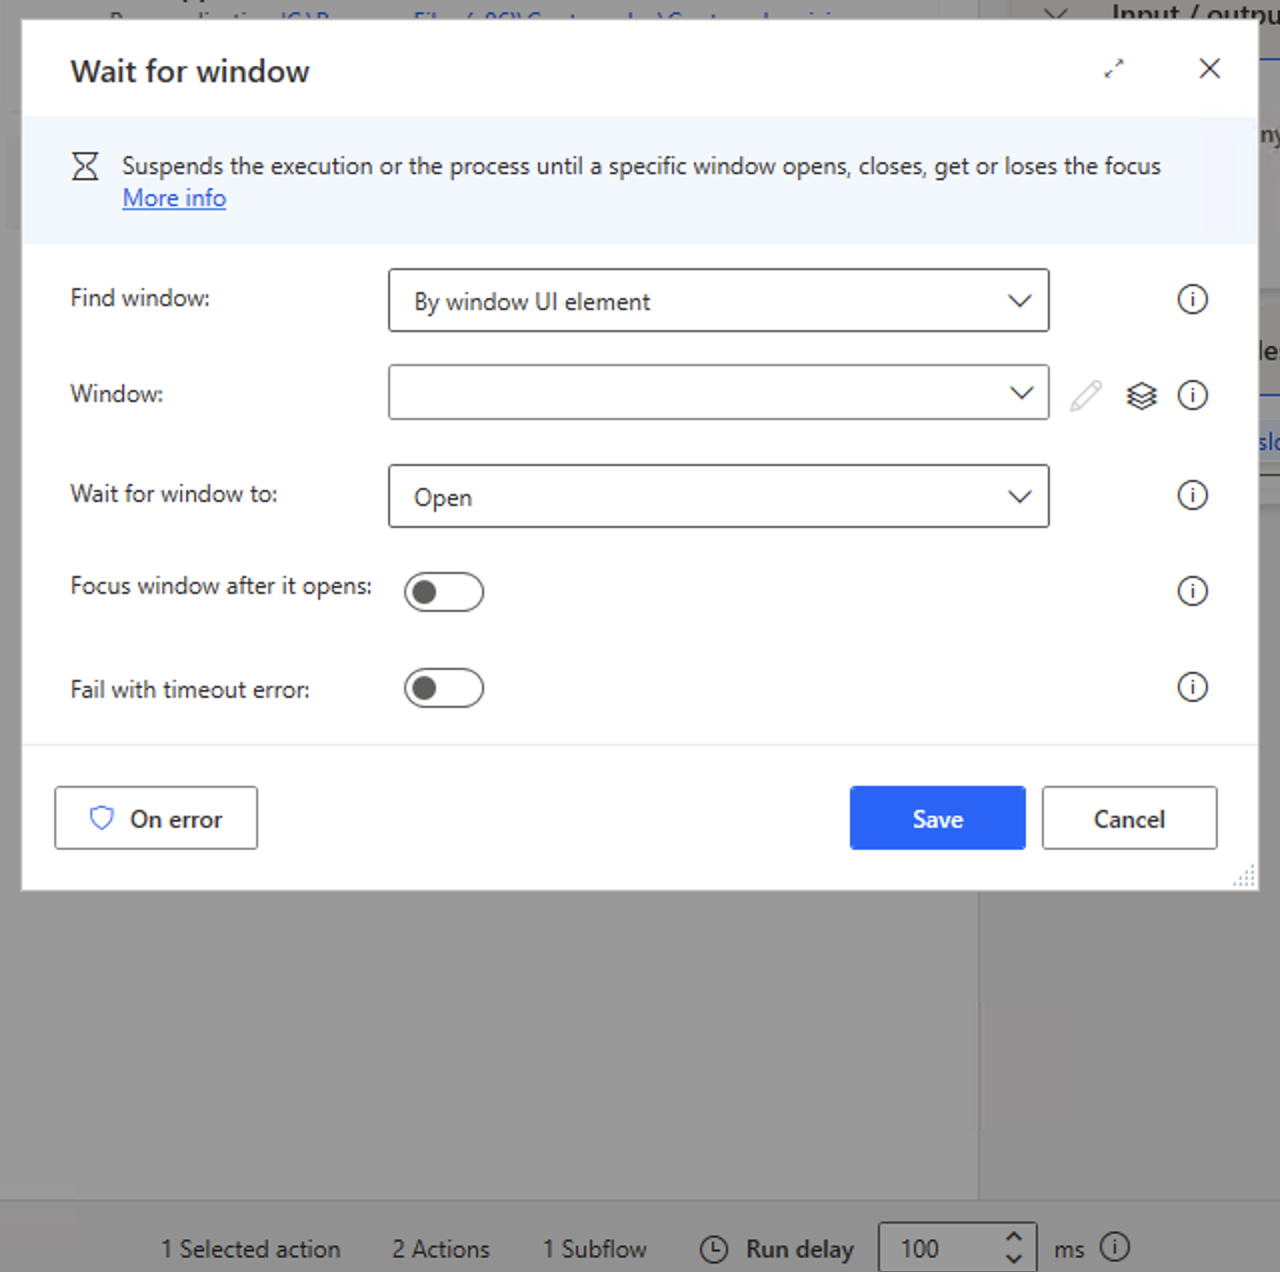 Input / outpu
Wait for window
Suspends the execution or the process until a specific window opens, closes, get or loses the focus
More info
Find window:
By window UI element
Window:
Wait for window to:
Open
Focus window after it opens:
Fail with timeout error:
On error
Save
Cancel
1 Selected action
2 Actions
1 Subflow
Run delay
100
ms